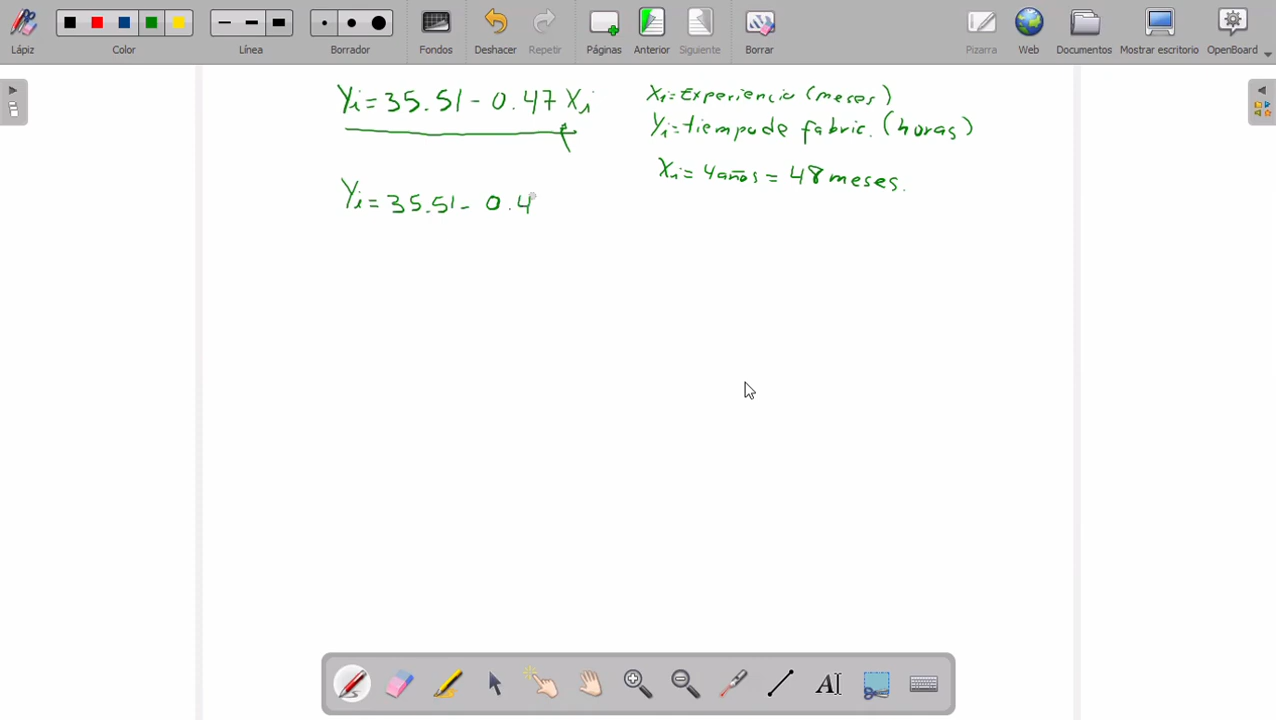 Lápiz Color Línea Borrador Fondos Deshacer Repetir Páginas Anterior Siguiente Borrar Pizarra Web Documentos Mostrar escritorio OpenBoard
Yi = 35.51 - 0.47 Xi
Xi = Experiencia (meses)
Yi = tiempo de fabric. (horas)
Xi = 4 años = 48 meses.
Yi = 35.51 - 0.4